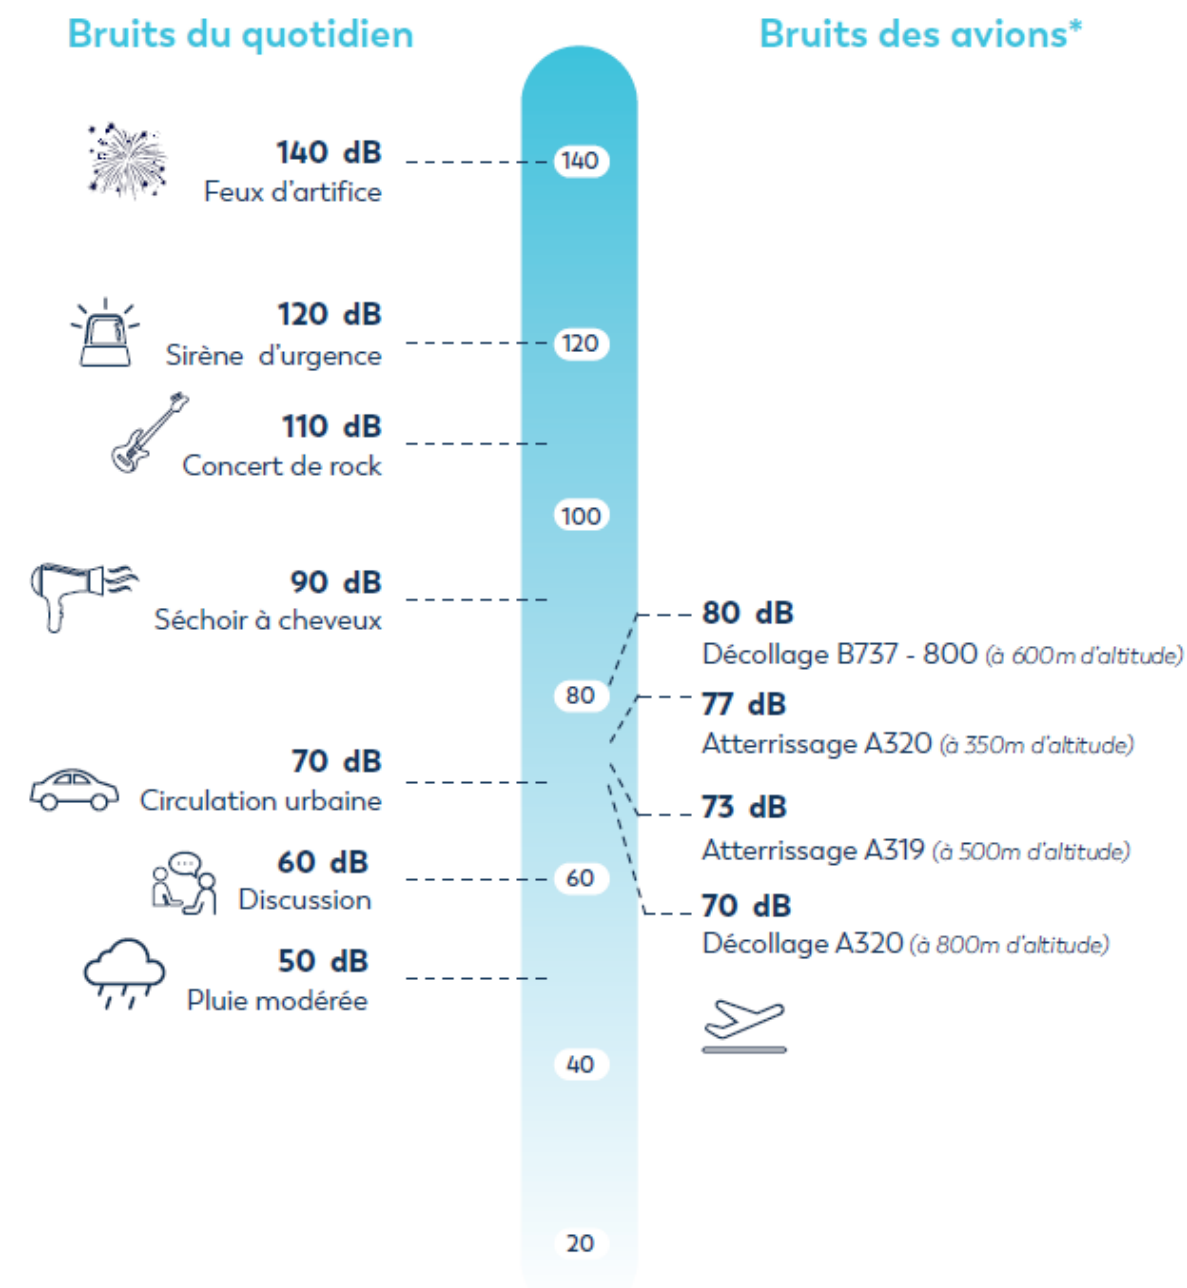 Bruits du quotidien
140 dB
Feux d'artifice
120 dB
Sirène d'urgence
110 dB
Concert de rock
90 dB
Séchoir à cheveux
70 dB
Circulation urbaine
60 dB
Discussion
50 dB
Pluie modérée
140
120
100
80
60
40
20
Bruits des avions*
80 dB
Décollage B737 - 800 (à 600m d'altitude)
77 dB
Atterrissage A320 (à 350m d'altitude)
73 dB
Atterrissage A319 (à 500m d'altitude)
70 dB
Décollage A320 (à 800m d'altitude)